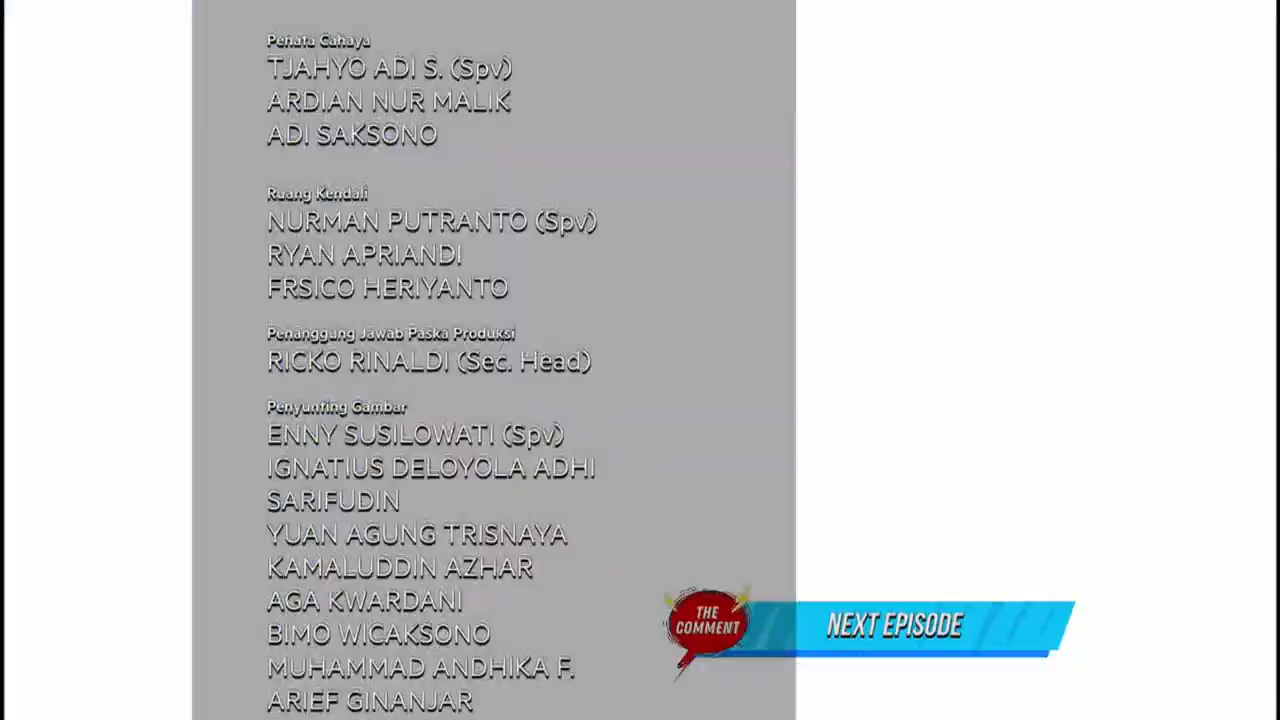 Penata Cahaya
TJAHYO ADI S. (Spv)
ARDIAN NUR MALIK
ADI SAKSONO
Ruang Kendali
NURMAN PUTRANTO (Spv)
RYAN APRIANDI
FRSICO HERIYANTO
Penanggung Jawab Paska Produksi
RICKO RINALDI (Sec. Head)
Penyunting Gambar
ENNY SUSILOWATI (Spv)
IGNATIUS DELOYOLA ADHI
SARIFUDIN
YUAN AGUNG TRISNAYA
KAMALUDDIN AZHAR
AGA KWARDANI
BIMO WICAKSONO
MUHAMMAD ANDHIKA F.
ARIEF GINANJAR
THE
COMMENT
NEXT EPISODE